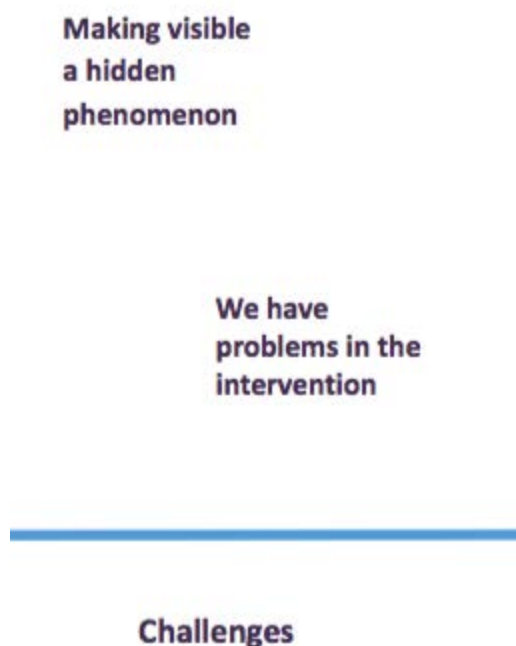 Making visible
a hidden
phenomenon
We have
problems in the
intervention
Challenges